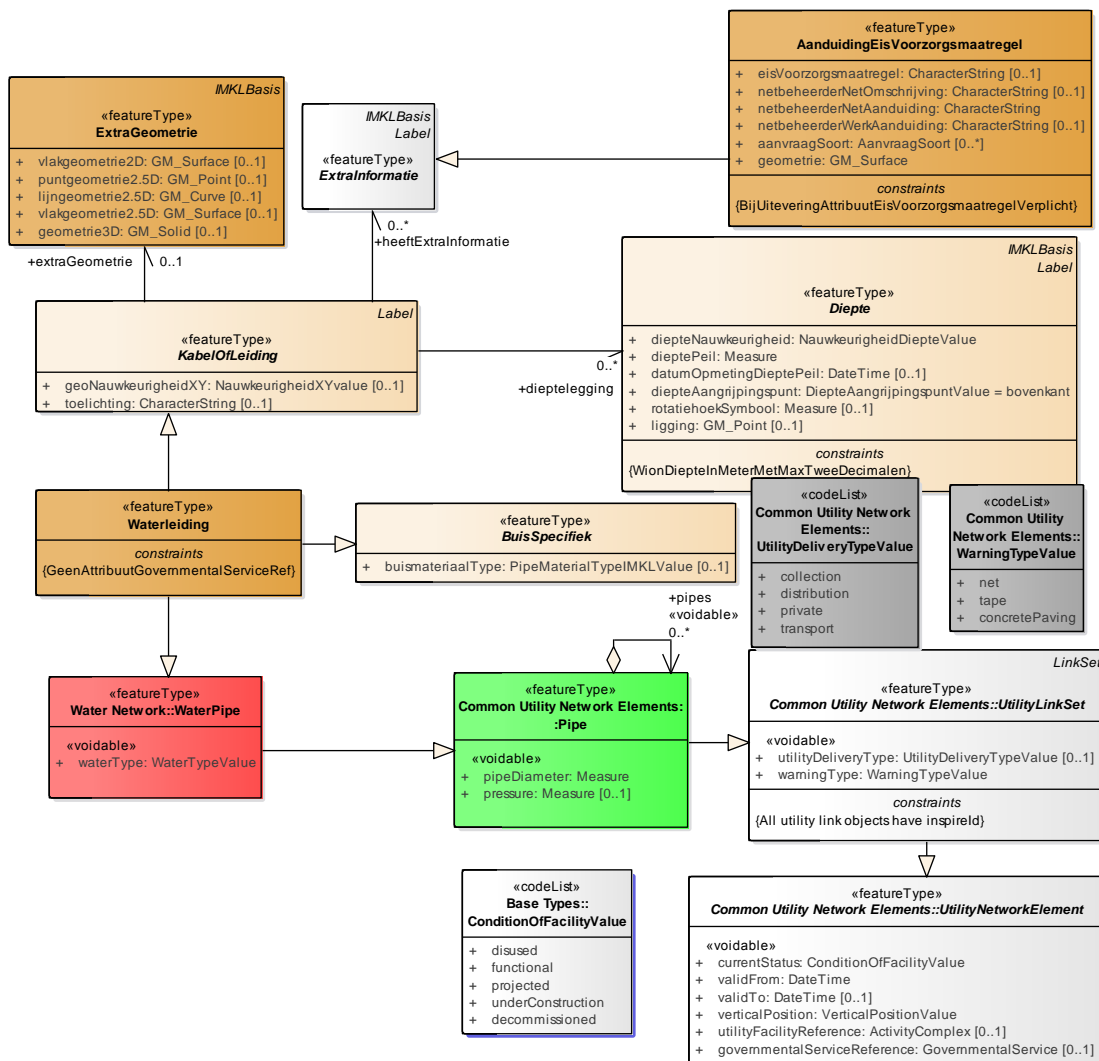 «featureType»
AanduidingEisVoorzorgsmaatregel
+ eisVoorzorgsmaatregel: CharacterString [0..1]
+ netbeheerderNetOmschrijving: CharacterString [0..1]
+ netbeheerderNetAanduiding: CharacterString
+ netbeheerderWerkAanduiding: CharacterString [0..1]
+ aanvraagSoort: AanvraagSoort [0..*]
+ geometrie: GM_Surface
constraints
{BijUiteveringAttribuutEisVoorzorgsmaatregelVerplicht}
IMKLBasis
«featureType»
ExtraGeometrie
+ vlakgeometrie2D: GM_Surface [0..1]
+ puntgeometrie2.5D: GM_Point [0..1]
+ lijngeometrie2.5D: GM_Curve [0..1]
+ vlakgeometrie2.5D: GM_Surface [0..1]
+ geometrie3D: GM_Solid [0..1]
IMKLBasis
Label
«featureType»
ExtraInformatie
0..*
+heeftExtraInformatie
+extraGeometrie
0..1
IMKLBasis
Label
«featureType»
Diepte
+ diepteNauwkeurigheid: NauwkeurigheidDiepteValue
+ dieptePeil: Measure
+ datumOpmetingDieptePeil: DateTime [0..1]
+ diepteAangrijpingspunt: DiepteAangrijpingspuntValue = bovenkant
+ rotatiehoekSymbool: Measure [0..1]
+ ligging: GM_Point [0..1]
constraints
{WionDiepteInMeterMetMaxTweeDecimalen}
Label
«featureType»
KabelOfLeiding
+ geoNauwkeurigheidXY: NauwkeurigheidXYvalue [0..1]
+ toelichting: CharacterString [0..1]
0..*
+dieptelegging
«featureType»
Waterleiding
constraints
{GeenAttribuutGovernmentalServiceRef}
«featureType»
BuisSpecifiek
+ buismateriaalType: PipeMaterialTypeIMKLValue [0..1]
«codeList»
Common Utility Network
Elements::
UtilityDeliveryTypeValue
+ collection
+ distribution
+ private
+ transport
«codeList»
Common Utility
Network Elements::
WarningTypeValue
+ net
+ tape
+ concretePaving
+pipes
«voidable»
0..*
«featureType»
Water Network::WaterPipe
«voidable»
+ waterType: WaterTypeValue
«featureType»
Common Utility Network Elements:
:Pipe
«voidable»
+ pipeDiameter: Measure
+ pressure: Measure [0..1]
LinkSet
«featureType»
Common Utility Network Elements::UtilityLinkSet
«voidable»
+ utilityDeliveryType: UtilityDeliveryTypeValue [0..1]
+ warningType: WarningTypeValue
constraints
{All utility link objects have inspireId}
«codeList»
Base Types::
ConditionOfFacilityValue
+ disused
+ functional
+ projected
+ underConstruction
+ decommissioned
«featureType»
Common Utility Network Elements::UtilityNetworkElement
«voidable»
+ currentStatus: ConditionOfFacilityValue
+ validFrom: DateTime
+ validTo: DateTime [0..1]
+ verticalPosition: VerticalPositionValue
+ utilityFacilityReference: ActivityComplex [0..1]
+ governmentalServiceReference: GovernmentalService [0..1]